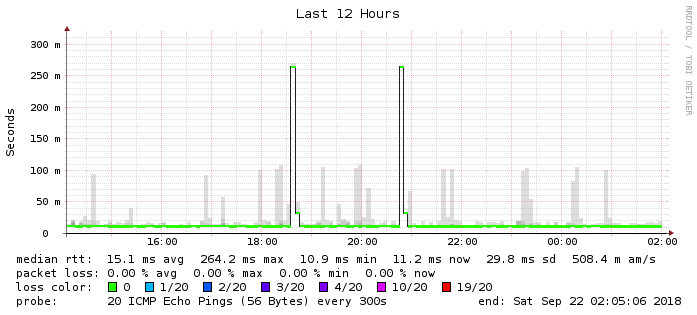 Last 12 Hours
RRDTOOL / TOBI OETIKER
Seconds
300 m
250 m
200 m
150 m
100 m
50 m
0
16:00 18:00 20:00 22:00 00:00 02:00
median rtt: 15.1 ms avg 264.2 ms max 10.9 ms min 11.2 ms now 29.8 ms sd 508.4 m am/s
packet loss: 0.00 % avg 0.00 % max 0.00 % min 0.00 % now
loss color: 0 1/20 2/20 3/20 4/20 10/20 19/20
probe: 20 ICMP Echo Pings (56 Bytes) every 300s end: Sat Sep 22 02:05:06 2018